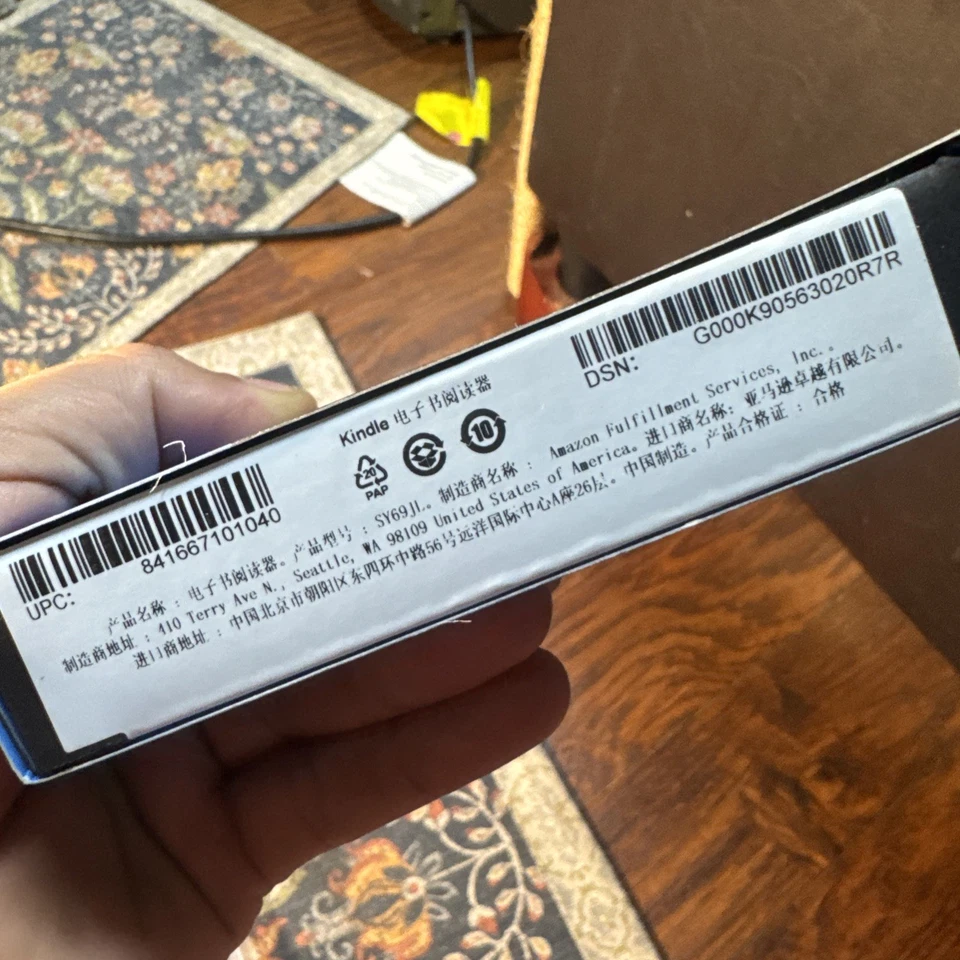 Kindle 电子书阅读器
20
PAP
10
UPC:
841667101040
DSN:
G000K90563020R7R
产品名称：电子书阅读器。产品型号：SY69JL。制造商名称：Amazon Fulfillment Services, Inc.。
制造商地址：410 Terry Ave N., Seattle, WA 98109 United States of America。进口商名称：亚马逊卓越有限公司。
进口商地址：中国北京市朝阳区东四环中路56号远洋国际中心A座26层。中国制造。产品合格证：合格